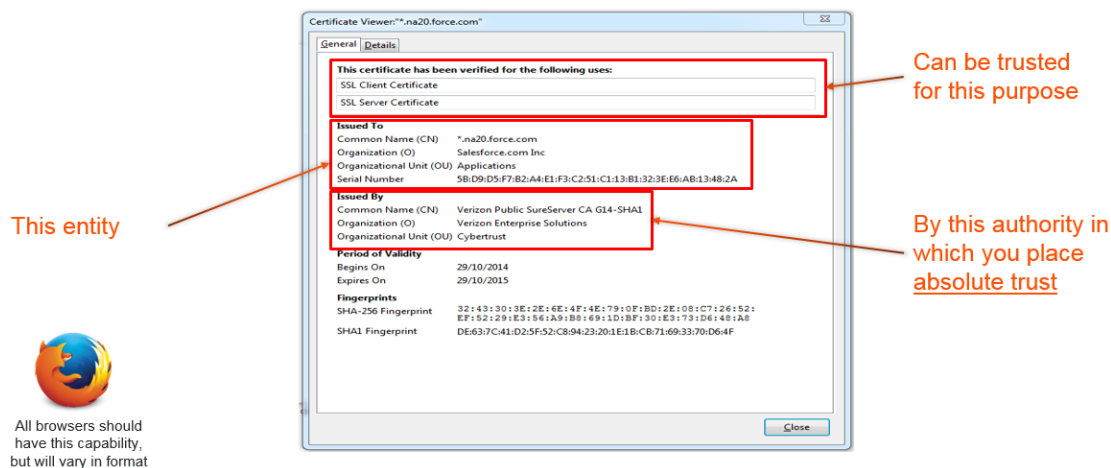 Certificate Viewer:"*.na20.force.com"
General Details
This certificate has been verified for the following uses:
SSL Client Certificate
SSL Server Certificate
Issued To
Common Name (CN) *.na20.force.com
Organization (O) Salesforce.com Inc
Organizational Unit (OU) Applications
Serial Number 5B:D9:D5:F7:B2:A4:E1:F3:C2:51:C1:13:B1:32:3E:E6:AB:13:48:2A
Issued By
Common Name (CN) Verizon Public SureServer CA G14-SHA1
Organization (O) Verizon Enterprise Solutions
Organizational Unit (OU) Cybertrust
Period of Validity
Begins On 29/10/2014
Expires On 29/10/2015
Fingerprints
SHA-256 Fingerprint 32:43:30:3E:2E:6E:4F:4E:79:0F:BD:2E:08:C7:26:52:
EF:52:29:E3:56:A9:B8:69:1D:BF:30:E3:73:D6:48:A8
SHA1 Fingerprint DE:63:7C:41:D2:5F:52:C8:94:23:20:1E:1B:CB:71:69:33:70:D6:4F
Close
Can be trusted
for this purpose
This entity
By this authority in
which you place
absolute trust
All browsers should
have this capability,
but will vary in format